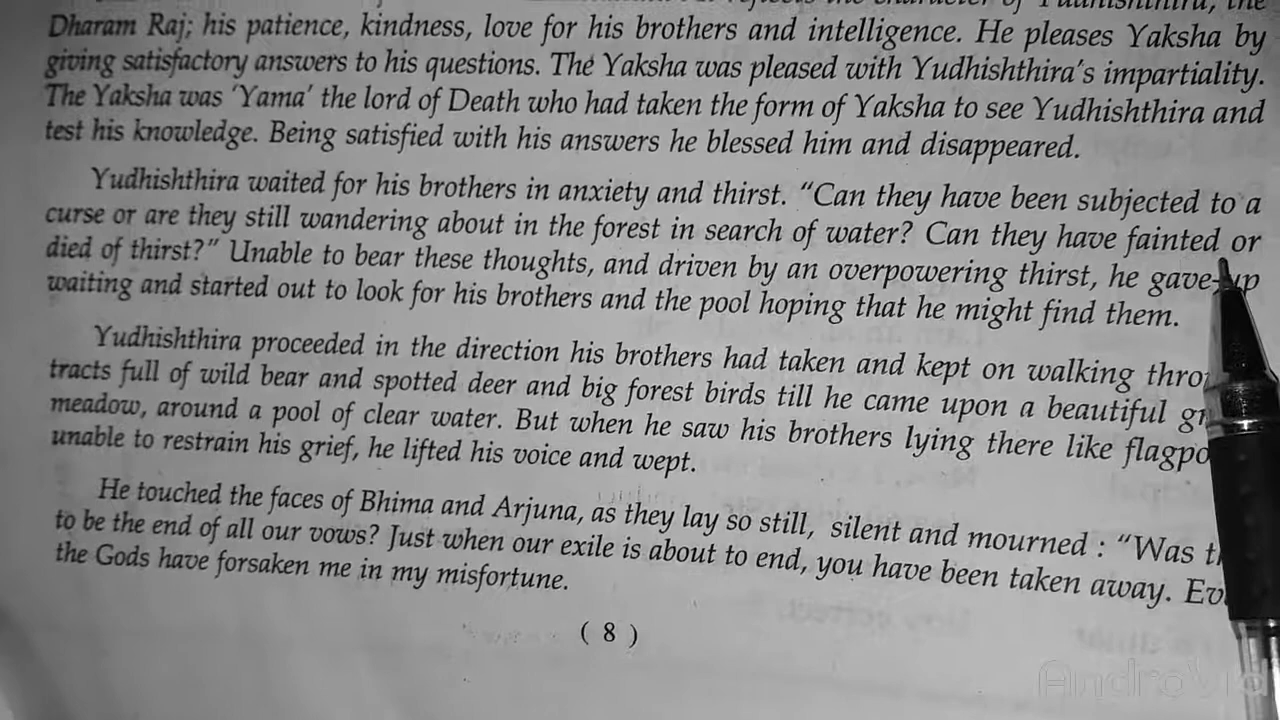 reflects the character of Yudhishthira, the
Dharam Raj; his patience, kindness, love for his brothers and intelligence. He pleases Yaksha by
giving satisfactory answers to his questions. The Yaksha was pleased with Yudhishthira's impartiality.
The Yaksha was 'Yama' the lord of Death who had taken the form of Yaksha to see Yudhishthira and
test his knowledge. Being satisfied with his answers he blessed him and disappeared.
Yudhishthira waited for his brothers in anxiety and thirst. "Can they have been subjected to a
curse or are they still wandering about in the forest in search of water? Can they have fainted or
died of thirst?" Unable to bear these thoughts, and driven by an overpowering thirst, he gave up
waiting and started out to look for his brothers and the pool hoping that he might find them.
Yudhishthira proceeded in the direction his brothers had taken and kept on walking
tracts full of wild bear and spotted deer and big forest birds till he came upon a beautiful
meadow, around a pool of clear water. But when he saw his brothers lying there like
unable to restrain his grief, he lifted his voice and wept.
He touched the faces of Bhima and Arjuna, as they lay so still, silent and mourned : "Was
to be the end of all our vows? Just when our exile is about to end, you have been taken away.
the Gods have forsaken me in my misfortune.
( 8 )
AndroVid